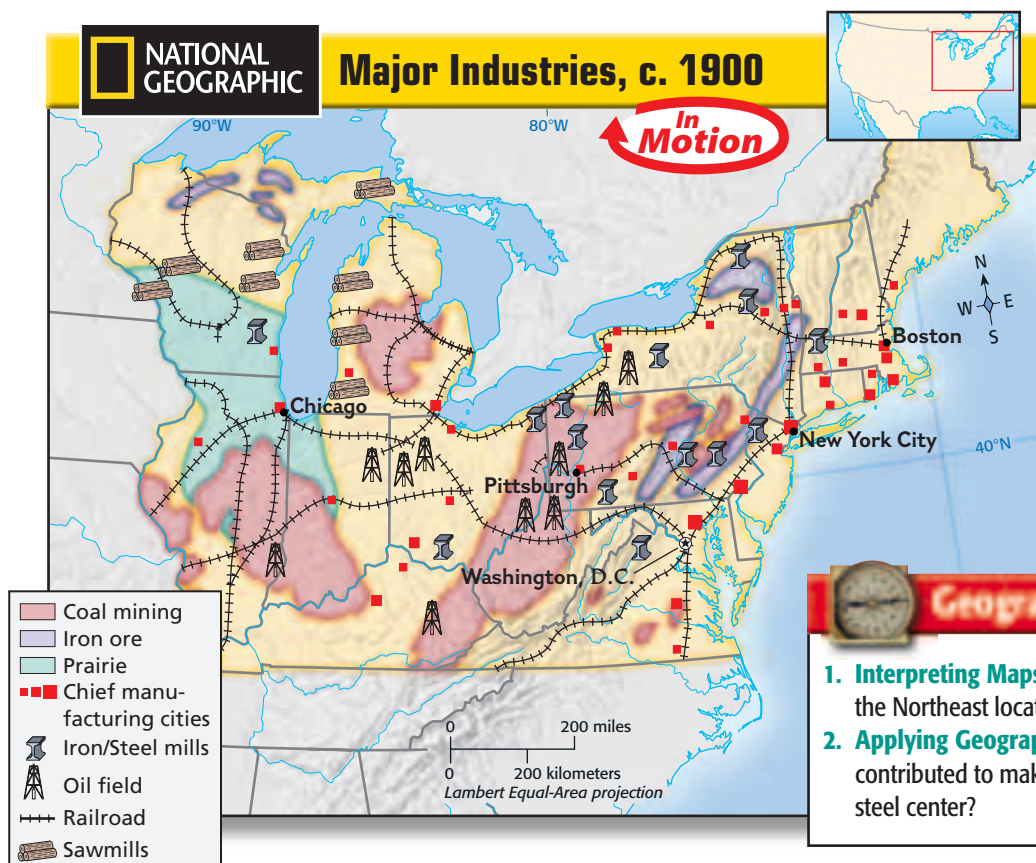 NATIONAL
GEOGRAPHIC
Major Industries, c. 1900
In
Motion
90°W
80°W
N
W E
S
Boston
Chicago
New York City
40°N
Pittsburgh
Washington, D.C.
Coal mining
Iron ore
Prairie
Chief manu-
facturing cities
Iron/Steel mills
Oil field
Railroad
Sawmills
0 200 miles
0 200 kilometers
Lambert Equal-Area projection
1. Interpreting Maps
the Northeast locat
2. Applying Geograp
contributed to mak
steel center?